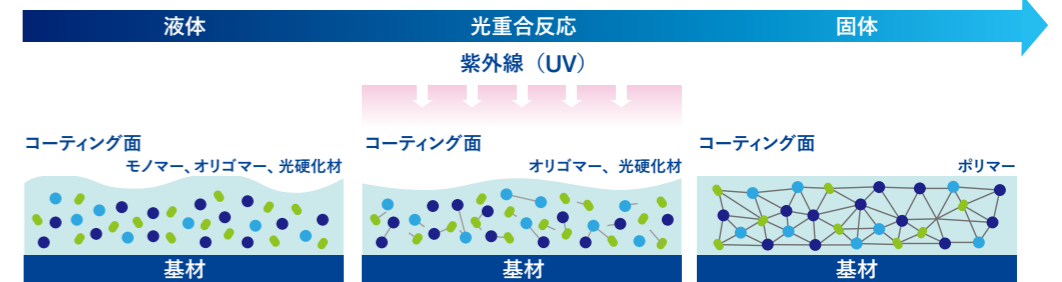 液体
光重合反応
固体
紫外線（UV）
コーティング面
モノマー、オリゴマー、光硬化材
基材
コーティング面
オリゴマー、光硬化材
基材
コーティング面
ポリマー
基材